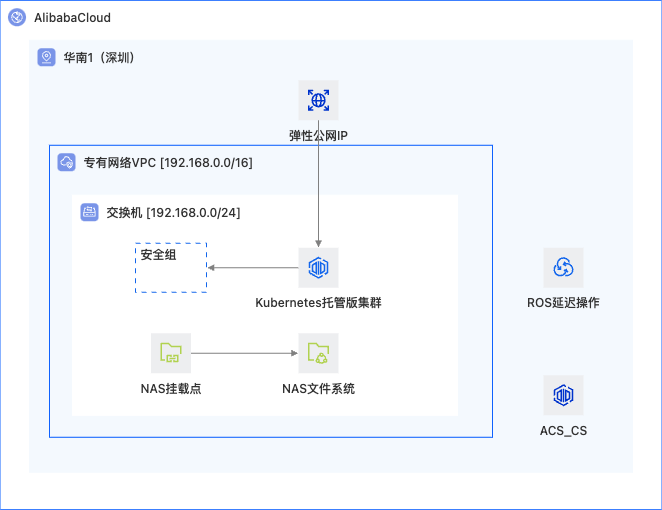 AlibabaCloud
华南1（深圳）
弹性公网IP
专有网络VPC [192.168.0.0/16]
交换机 [192.168.0.0/24]
安全组
Kubernetes托管版集群
ROS延迟操作
NAS挂载点
NAS文件系统
ACS_CS